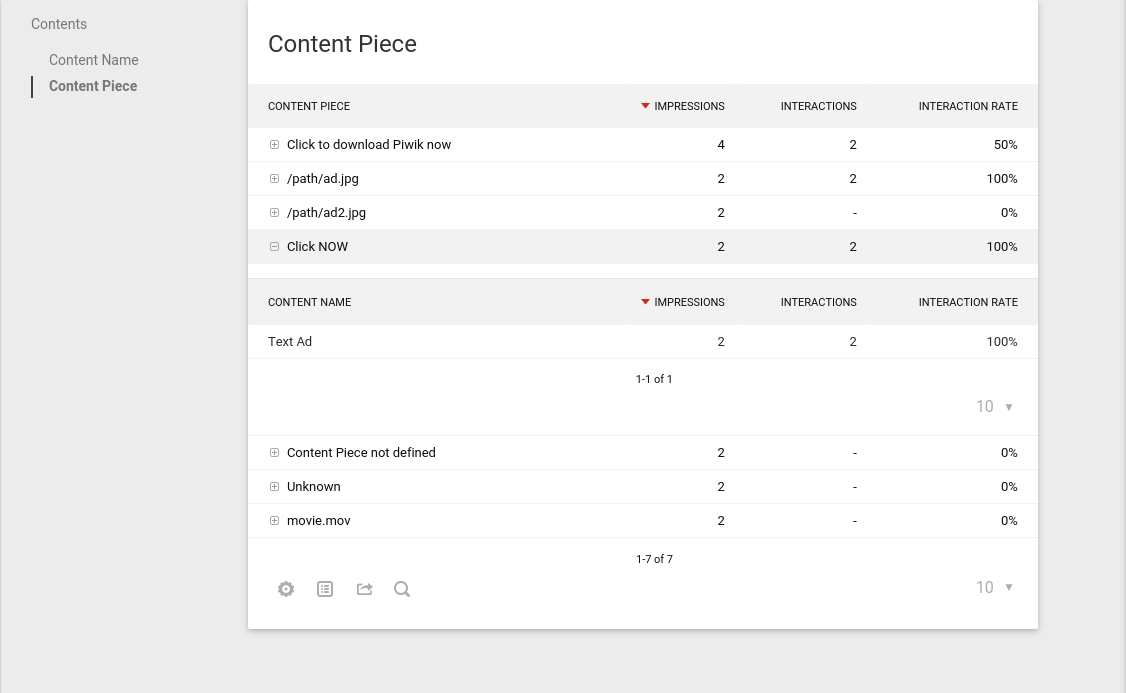 Contents
Content Name
Content Piece
Content Piece
CONTENT PIECE IMPRESSIONS INTERACTIONS INTERACTION RATE
Click to download Piwik now 4 2 50%
/path/ad.jpg 2 2 100%
/path/ad2.jpg 2 - 0%
Click NOW 2 2 100%
CONTENT NAME IMPRESSIONS INTERACTIONS INTERACTION RATE
Text Ad 2 2 100%
1-1 of 1
10
Content Piece not defined 2 - 0%
Unknown 2 - 0%
movie.mov 2 - 0%
1-7 of 7
10